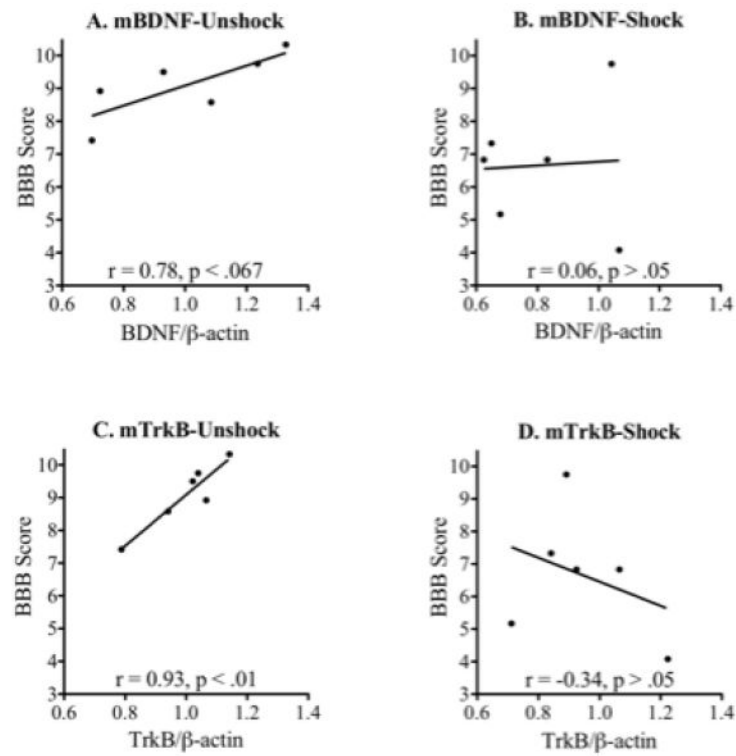 A. mBDNF-Unshock
BBB Score
10
9
8
7
6
5
4
3
r = 0.78, p < .067
0.6 0.8 1.0 1.2 1.4
BDNF/β-actin
B. mBDNF-Shock
BBB Score
10
9
8
7
6
5
4
3
r = 0.06, p > .05
0.6 0.8 1.0 1.2 1.4
BDNF/β-actin
C. mTrkB-Unshock
BBB Score
10
9
8
7
6
5
4
3
r = 0.93, p < .01
0.6 0.8 1.0 1.2 1.4
TrkB/β-actin
D. mTrkB-Shock
BBB Score
10
9
8
7
6
5
4
3
r = -0.34, p > .05
0.6 0.8 1.0 1.2 1.4
TrkB/β-actin